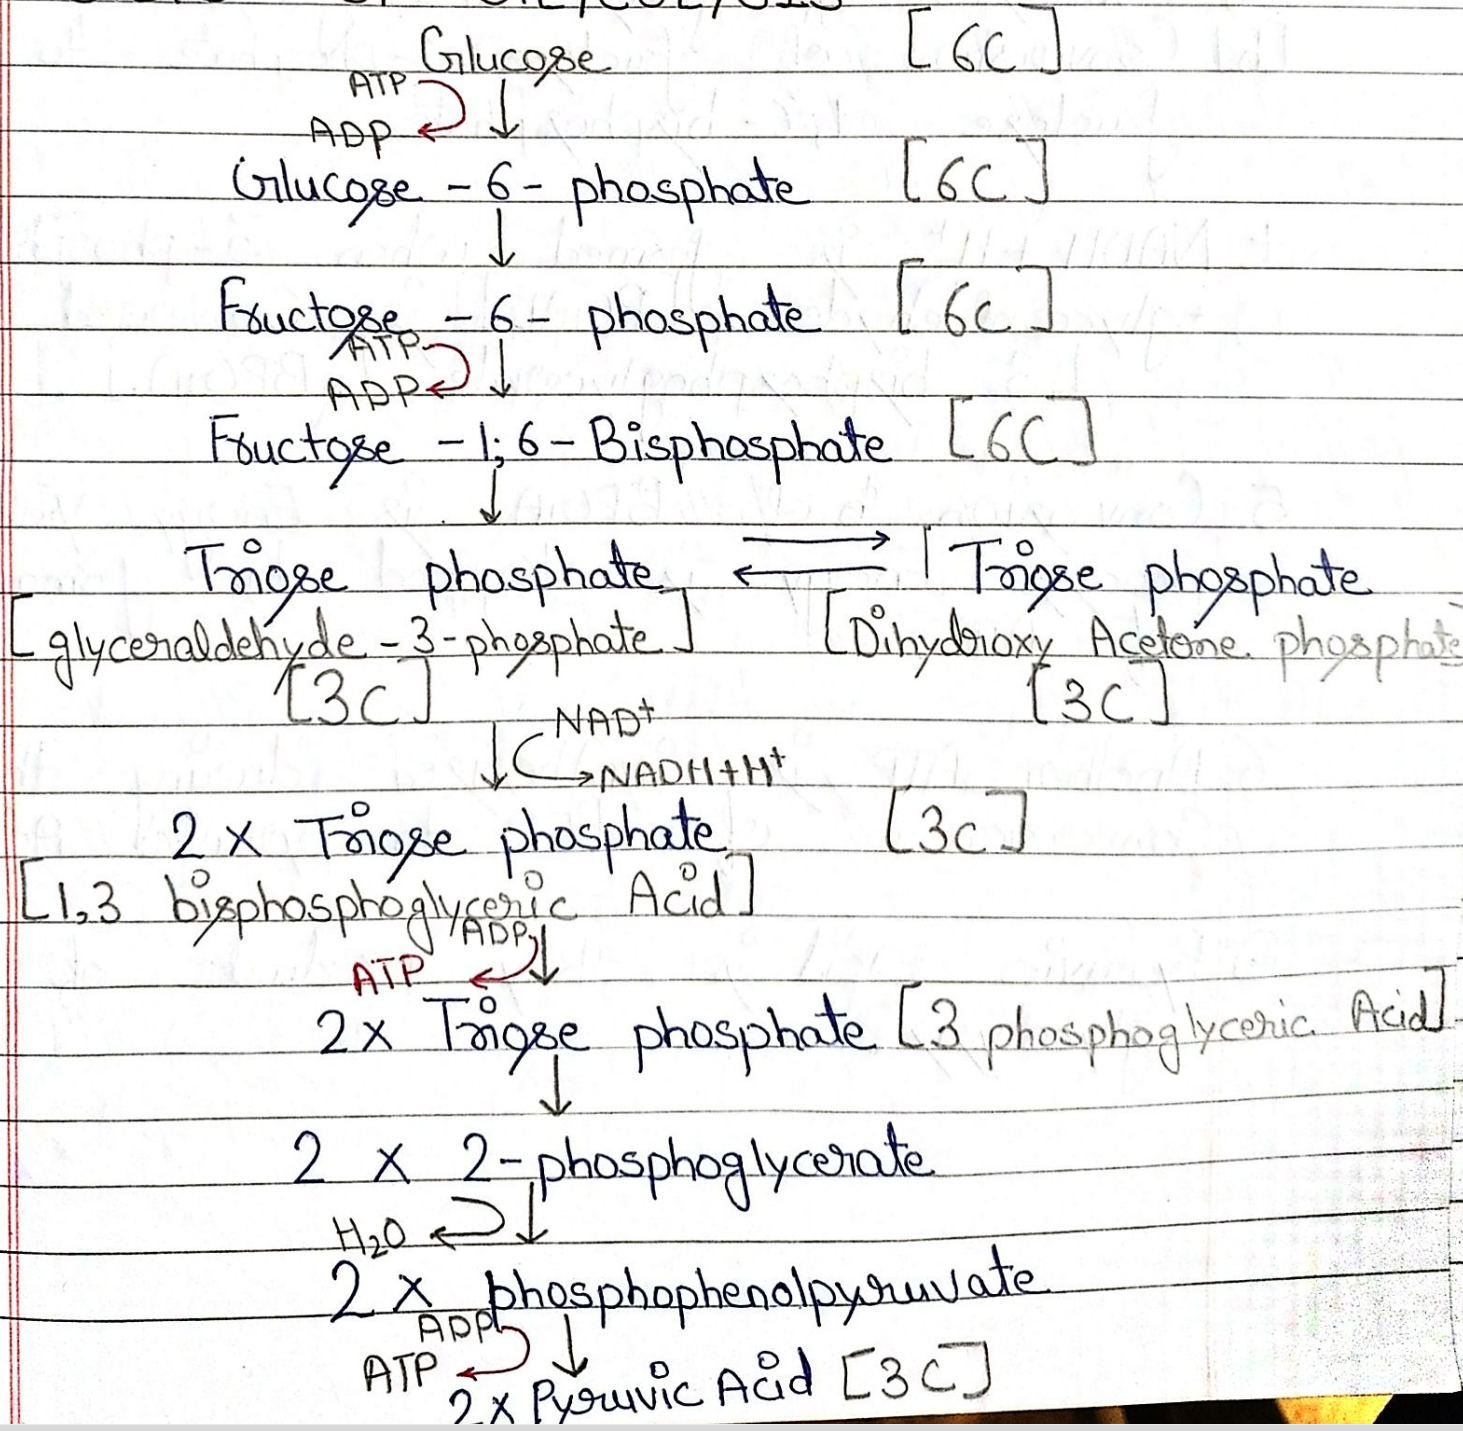 Glucose [6C]
ATP
ADP
Glucose - 6 - phosphate [6C]
Fructose - 6 - phosphate [6C]
ATP
ADP
Fructose - 1; 6 - Bisphosphate [6C]
Triose phosphate ⇌ Triose phosphate
[glyceraldehyde - 3 - phosphate] [Dihydroxy Acetone phosphate
[3C] [3C]
NAD⁺
NADH+H⁺
2 x Triose phosphate [3C]
[1,3 bisphosphoglyceric Acid]
ADP
ATP
2x Triose phosphate [3 phosphoglyceric Acid]
2 x 2-phosphoglycerate
H₂O
2 x phosphophenolpyruvate
ADP
ATP
2 x Pyruvic Acid [3C]